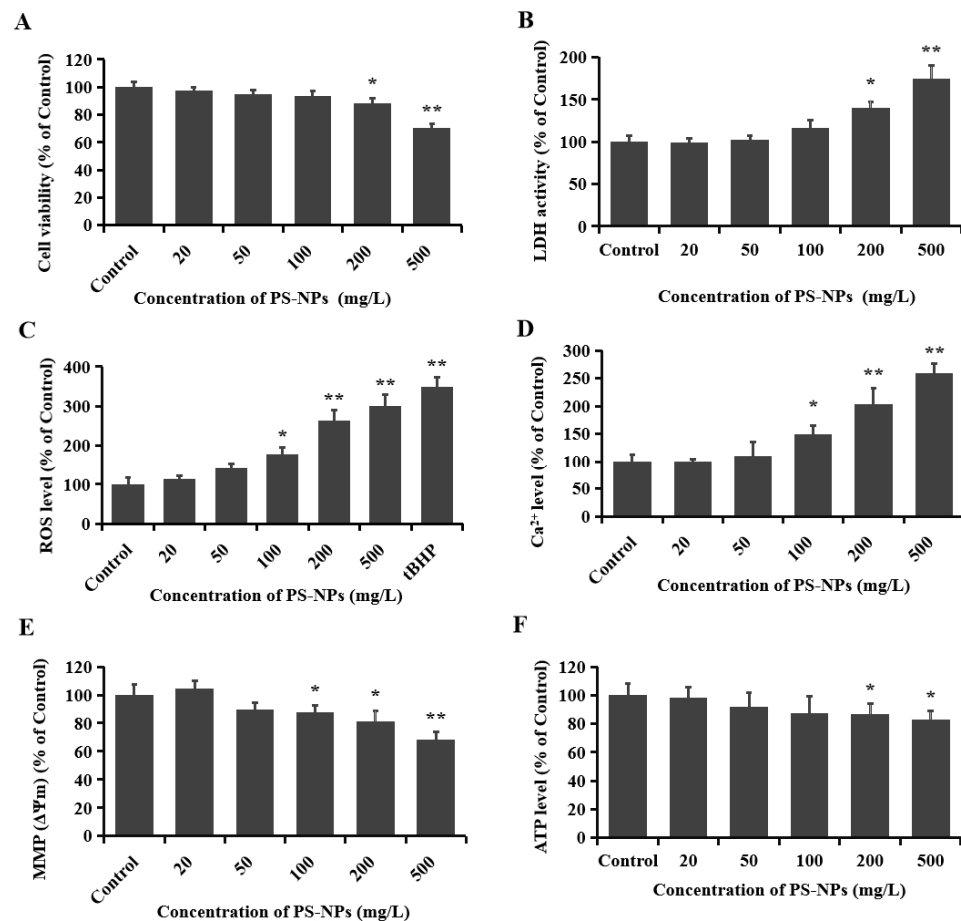 A
Cell viability (% of Control)
120
100
80
60
40
20
0
*
**
Control 20 50 100 200 500
Concentration of PS-NPs (mg/L)
B
LDH activity (% of Control)
200
150
100
50
0
*
**
Control 20 50 100 200 500
Concentration of PS-NPs (mg/L)
C
ROS level (% of Control)
400
300
200
100
0
*
**
**
**
Control 20 50 100 200 500 tBHP
Concentration of PS-NPs (mg/L)
D
Ca²⁺ level (% of Control)
300
250
200
150
100
50
0
*
**
**
Control 20 50 100 200 500
Concentration of PS-NPs (mg/L)
E
MMP (ΔΨm) (% of Control)
120
100
80
60
40
20
0
*
*
**
Control 20 50 100 200 500
Concentration of PS-NPs (mg/L)
F
ATP level (% of Control)
120
100
80
60
40
20
0
*
*
Control 20 50 100 200 500
Concentration of PS-NPs (mg/L)